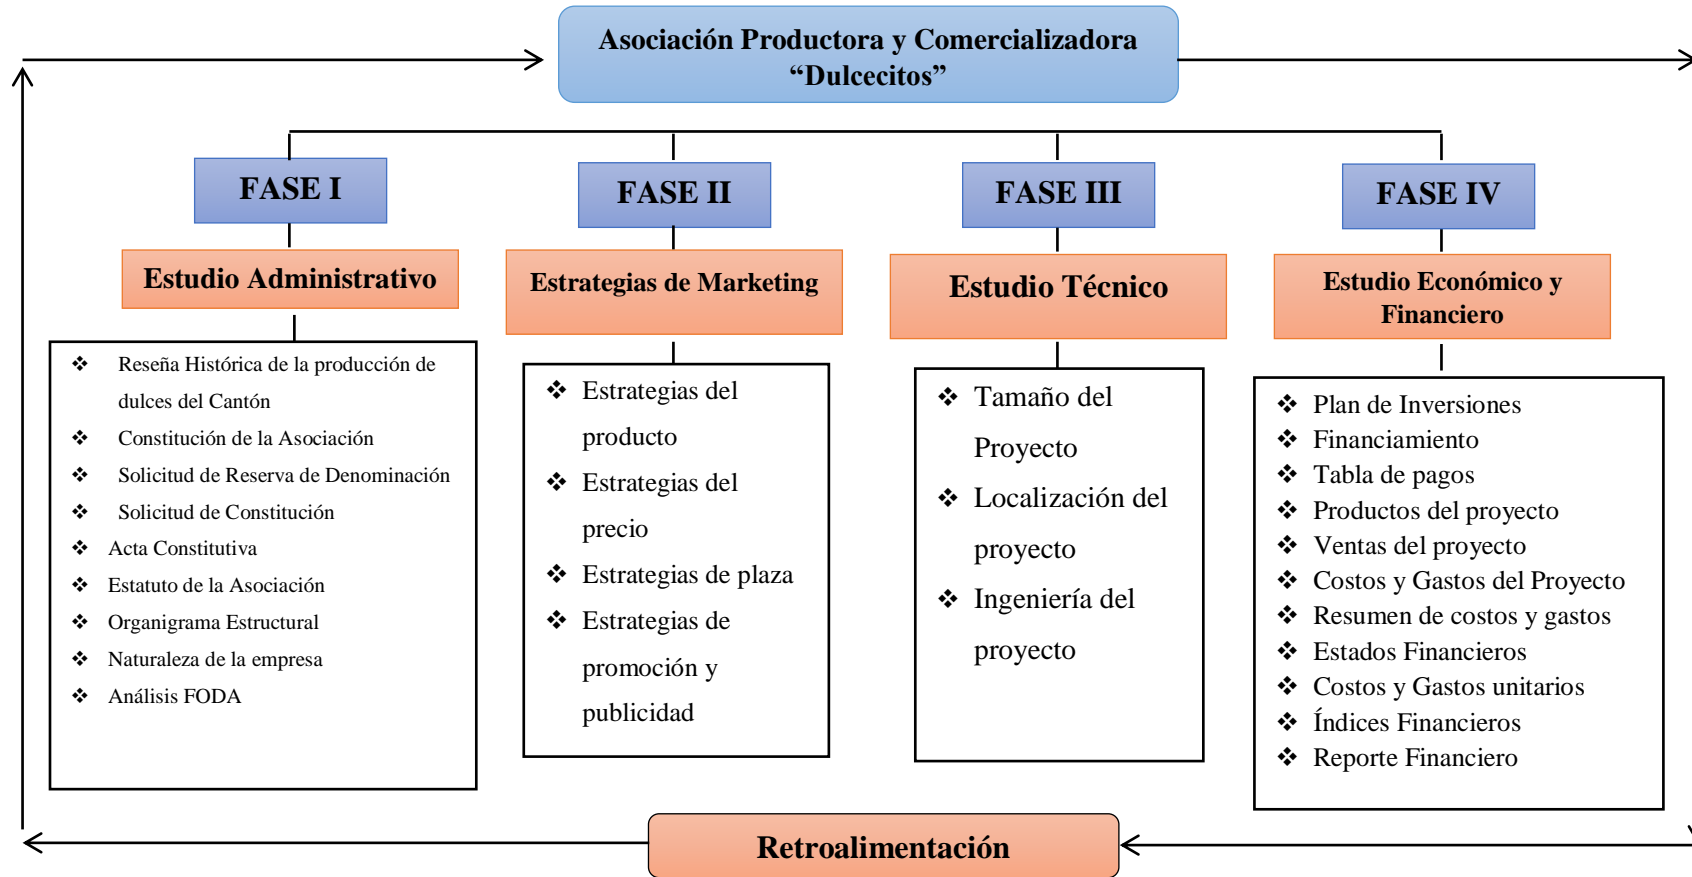 Asociación Productora y Comercializadora
“Dulcecitos”
FASE I
Estudio Administrativo
❖ Reseña Histórica de la producción de
dulces del Cantón
❖ Constitución de la Asociación
❖ Solicitud de Reserva de Denominación
❖ Solicitud de Constitución
❖ Acta Constitutiva
❖ Estatuto de la Asociación
❖ Organigrama Estructural
❖ Naturaleza de la empresa
❖ Análisis FODA
FASE II
Estrategias de Marketing
❖ Estrategias del
producto
❖ Estrategias del
precio
❖ Estrategias de plaza
❖ Estrategias de
promoción y
publicidad
FASE III
Estudio Técnico
❖ Tamaño del
Proyecto
❖ Localización del
proyecto
❖ Ingeniería del
proyecto
FASE IV
Estudio Económico y
Financiero
❖ Plan de Inversiones
❖ Financiamiento
❖ Tabla de pagos
❖ Productos del proyecto
❖ Ventas del proyecto
❖ Costos y Gastos del Proyecto
❖ Resumen de costos y gastos
❖ Estados Financieros
❖ Costos y Gastos unitarios
❖ Índices Financieros
❖ Reporte Financiero
Retroalimentación